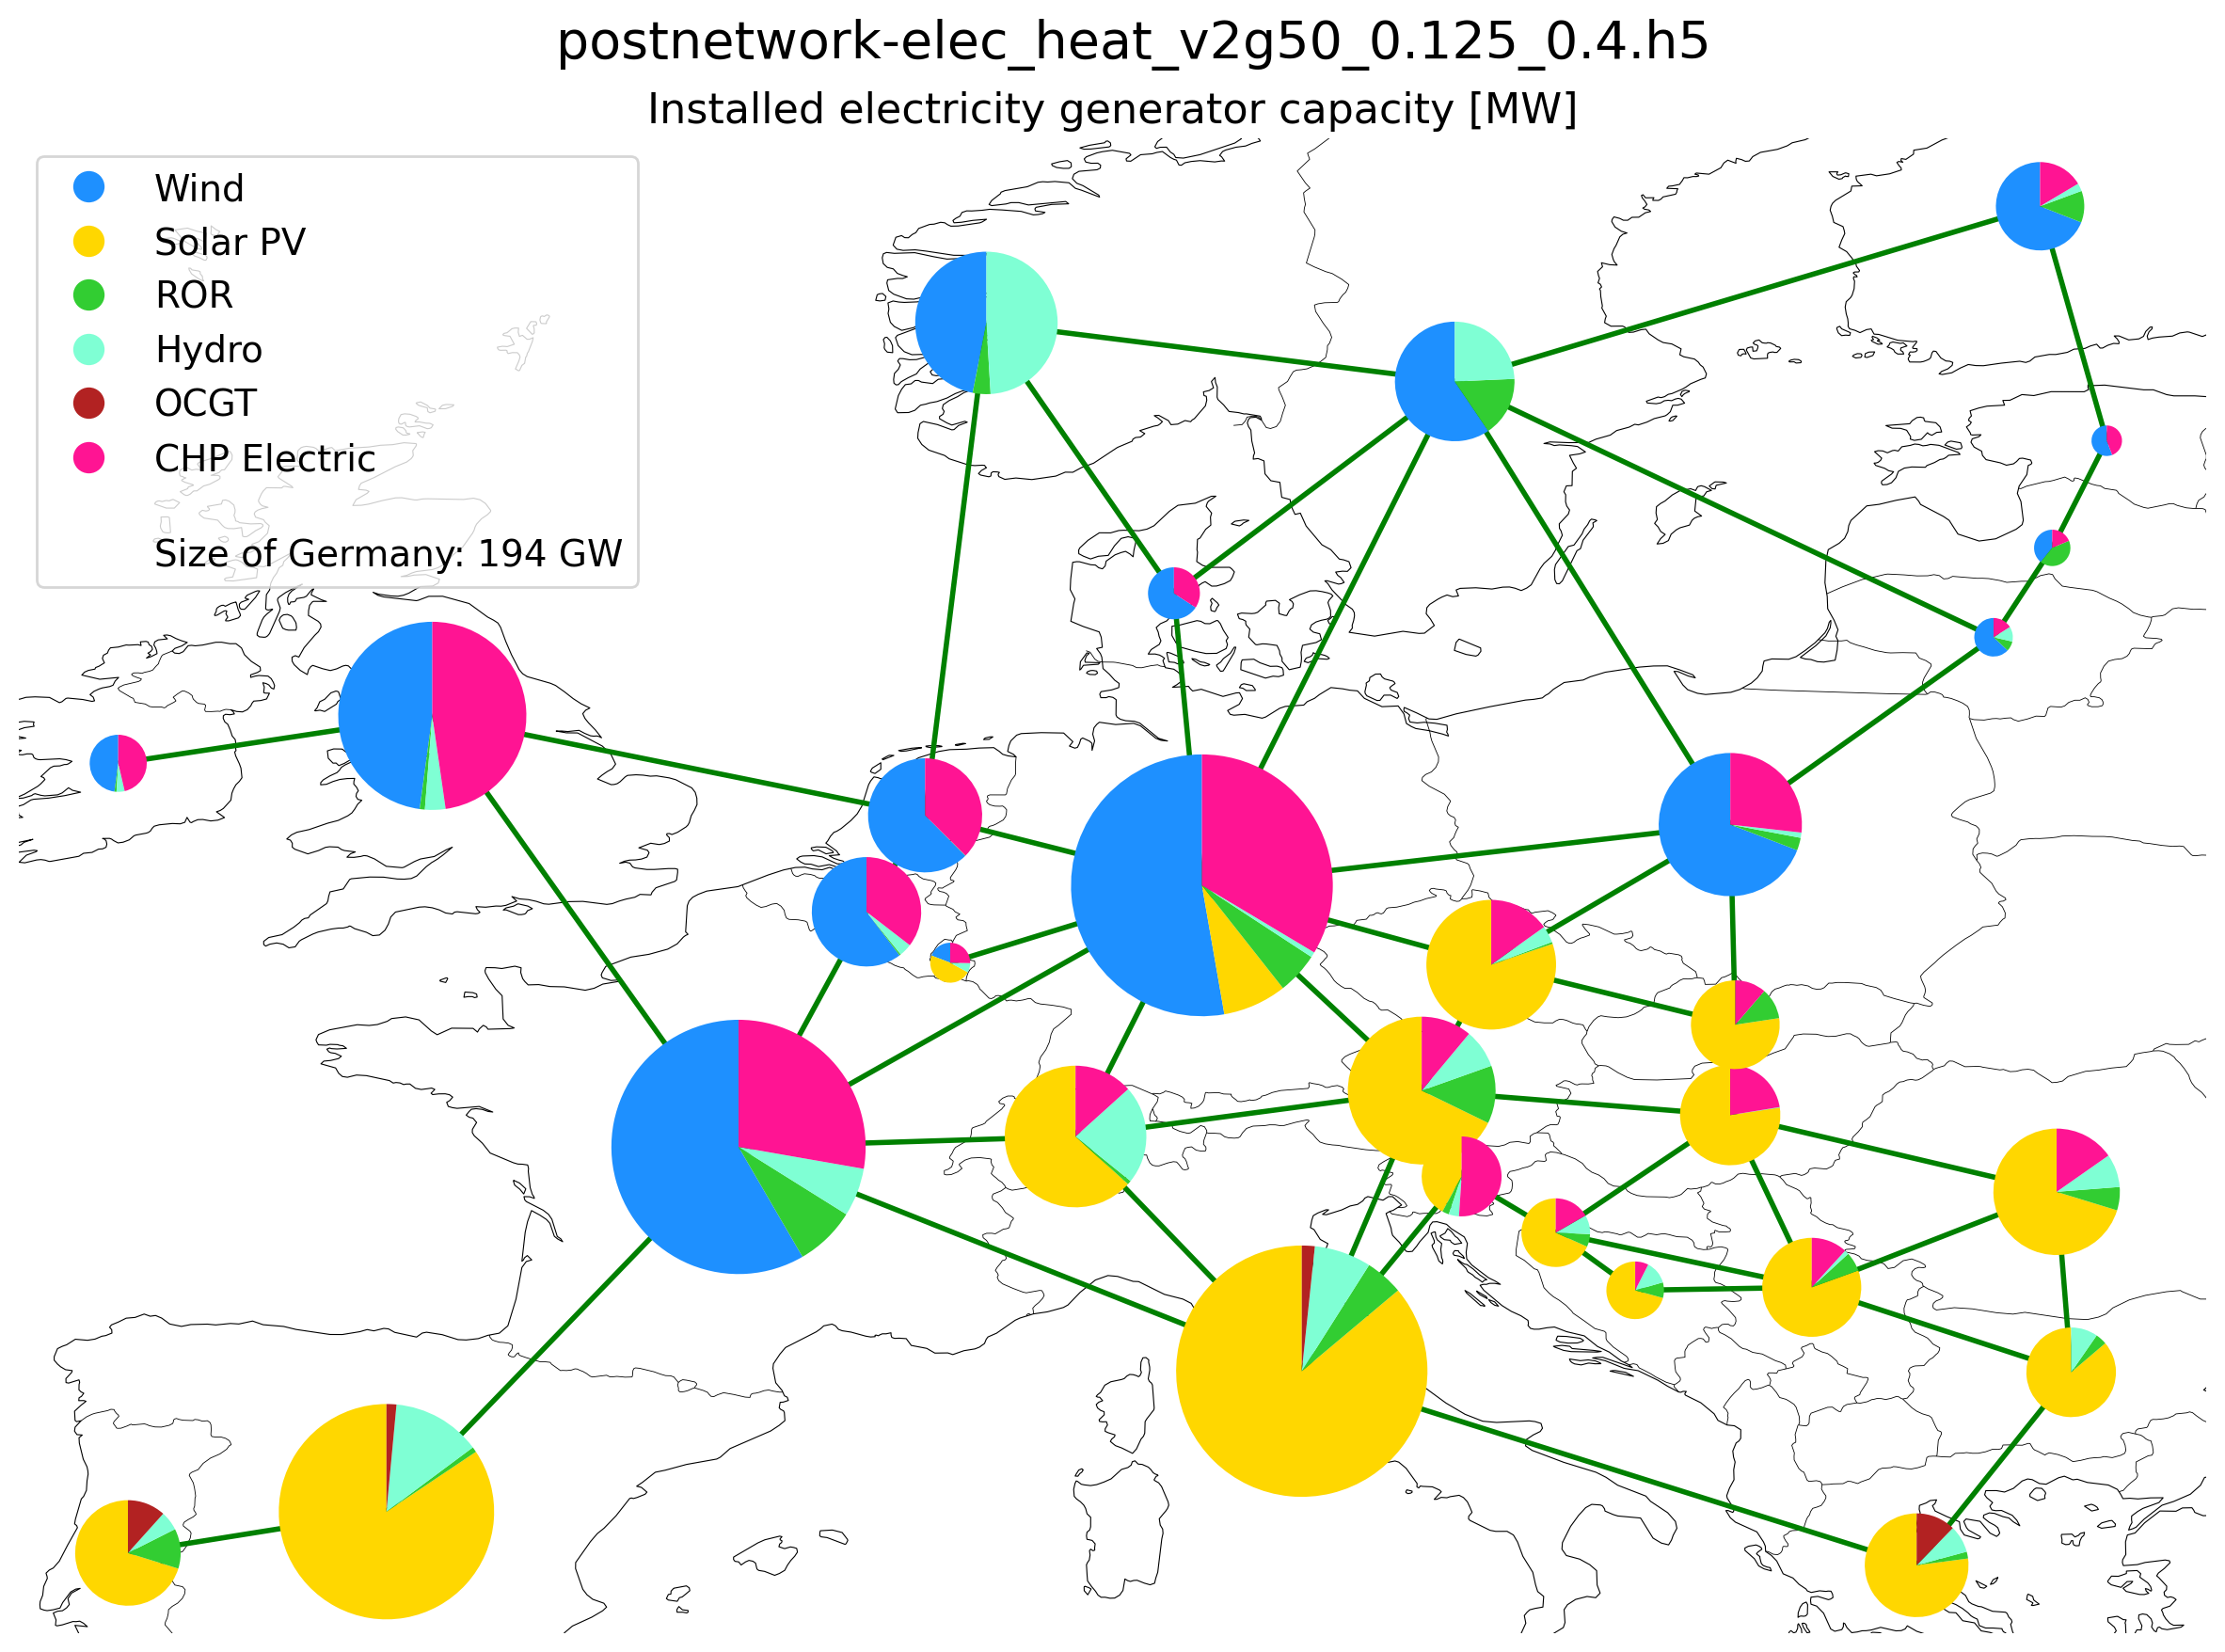 postnetwork-elec_heat_v2g50_0.125_0.4.h5
Installed electricity generator capacity [MW]
Wind
Solar PV
ROR
Hydro
OCGT
CHP Electric
Size of Germany: 194 GW